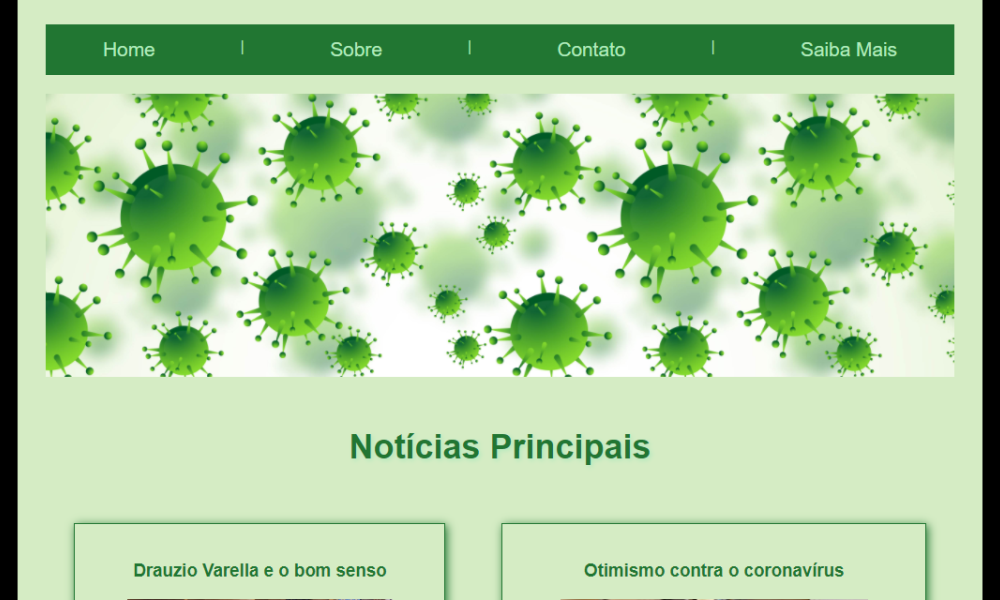 Home | Sobre | Contato | Saiba Mais
Notícias Principais
Drauzio Varella e o bom senso
Otimismo contra o coronavírus